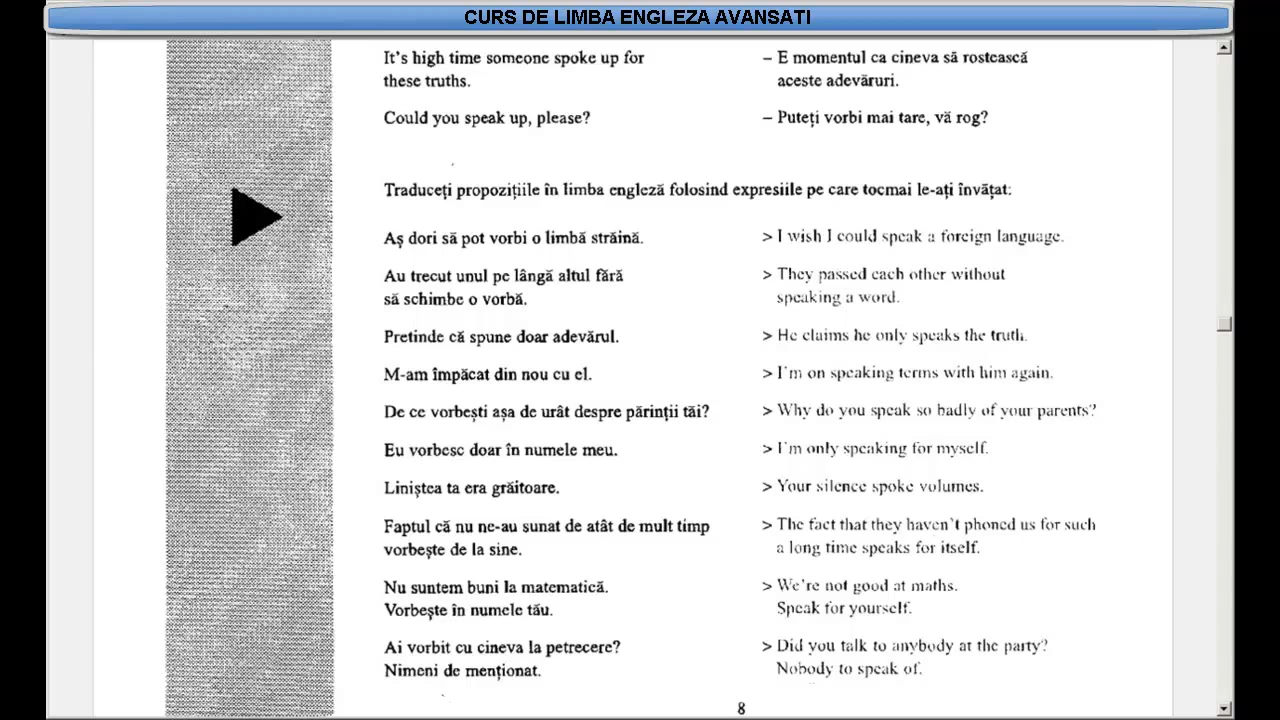 CURS DE LIMBA ENGLEZA AVANSATI
It's high time someone spoke up for
these truths.
– E momentul ca cineva să rostească
aceste adevăruri.
Could you speak up, please?
– Puteți vorbi mai tare, vă rog?
Traduceți propozițiile în limba engleză folosind expresiile pe care tocmai le-ați învățat:
Aș dori să pot vorbi o limbă străină.
> I wish I could speak a foreign language.
Au trecut unul pe lângă altul fără
să schimbe o vorbă.
> They passed each other without
speaking a word.
Pretinde că spune doar adevărul.
> He claims he only speaks the truth.
M-am împăcat din nou cu el.
> I'm on speaking terms with him again.
De ce vorbești așa de urât despre părinții tăi?
> Why do you speak so badly of your parents?
Eu vorbesc doar în numele meu.
> I'm only speaking for myself.
Liniștea ta era grăitoare.
> Your silence spoke volumes.
Faptul că nu ne-au sunat de atât de mult timp
vorbește de la sine.
> The fact that they haven't phoned us for such
a long time speaks for itself.
Nu suntem buni la matematică.
Vorbește în numele tău.
> We're not good at maths.
Speak for yourself.
Ai vorbit cu cineva la petrecere?
Nimeni de menționat.
> Did you talk to anybody at the party?
Nobody to speak of.
8